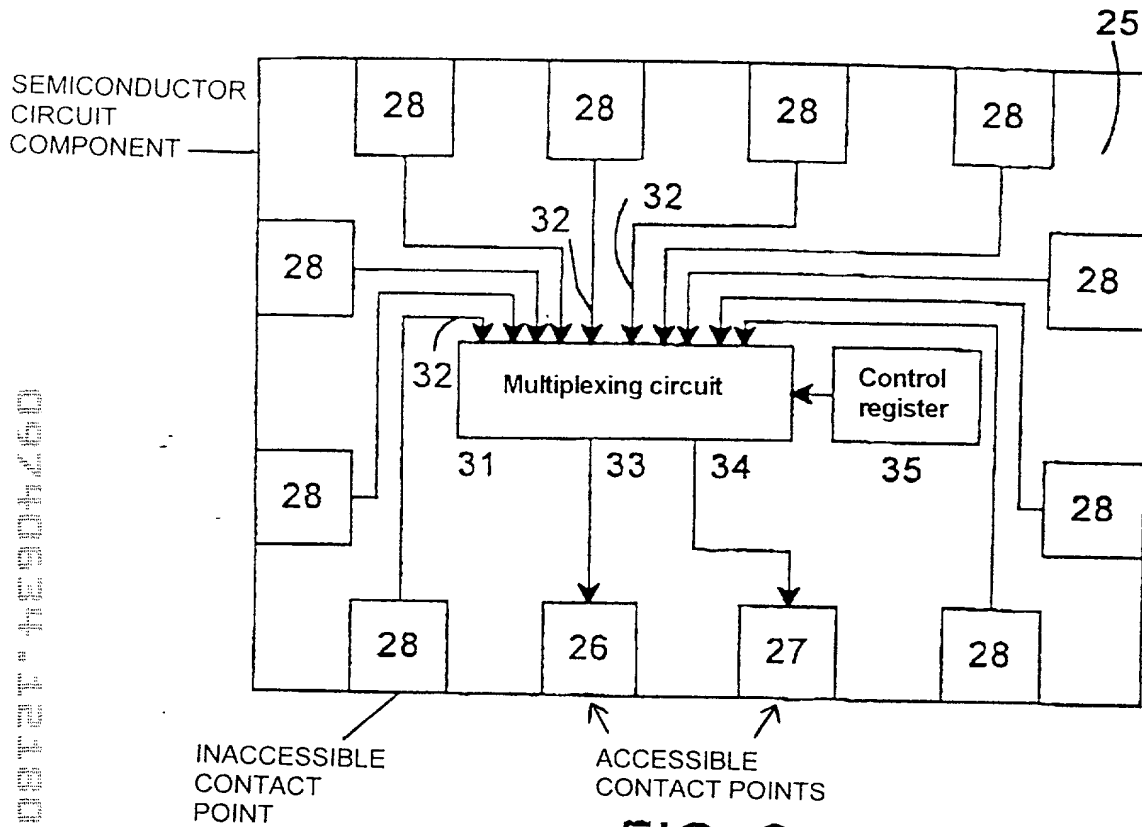 25
SEMICONDUCTOR
CIRCUIT
COMPONENT
28 28 28 28
32 32
28 28
32
Multiplexing circuit
Control
register
31 33 34 35
28 28
28 26 27 28
INACCESSIBLE
CONTACT
POINT
ACCESSIBLE
CONTACT POINTS